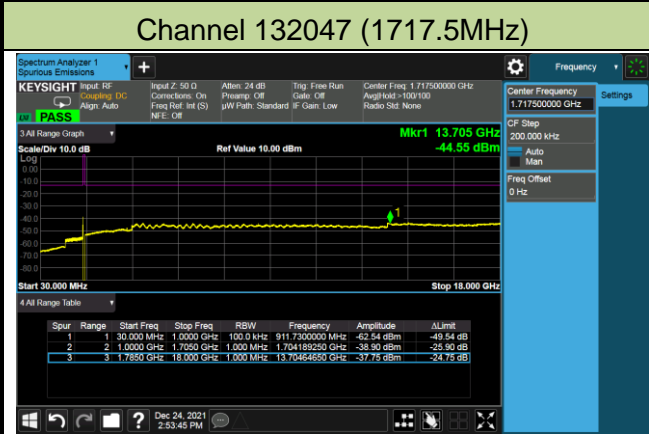 Channel 132047 (1717.5MHz)
Spectrum Analyzer 1
Spurious Emissions
+
Frequency
KEYSIGHT
Input: RF
Coupling: DC
Align: Auto
Input Z: 50 Ω
Corrections: On
Freq Ref: Int (S)
NFE: Off
Atten: 24 dB
Preamp: Off
µW Path: Standard
Trig: Free Run
Gate: Off
IF Gain: Low
Center Freq: 1.717500000 GHz
Avg|Hold:>100/100
Radio Std: None
PASS
Center Frequency
1.717500000 GHz
Settings
CF Step
200.000 kHz
Auto
Man
Freq Offset
0 Hz
3 All Range Graph
Mkr1 13.705 GHz
Scale/Div 10.0 dB
Ref Value 10.00 dBm
-44.55 dBm
Log
0.00
-10.0
-20.0
-30.0
-40.0
1
-50.0
-60.0
-70.0
-80.0
Start 30.000 MHz
Stop 18.000 GHz
4 All Range Table
Spur Range Start Freq Stop Freq RBW Frequency Amplitude ΔLimit
1 1 30.000 MHz 1.0000 GHz 100.0 kHz 911.7300000 MHz -62.54 dBm -49.54 dB
2 2 1.0000 GHz 1.7050 GHz 1.000 MHz 1.704189250 GHz -38.90 dBm -25.90 dB
3 3 1.7850 GHz 18.000 GHz 1.000 MHz 13.70464650 GHz -37.75 dBm -24.75 dB
?
Dec 24, 2021
2:53:45 PM